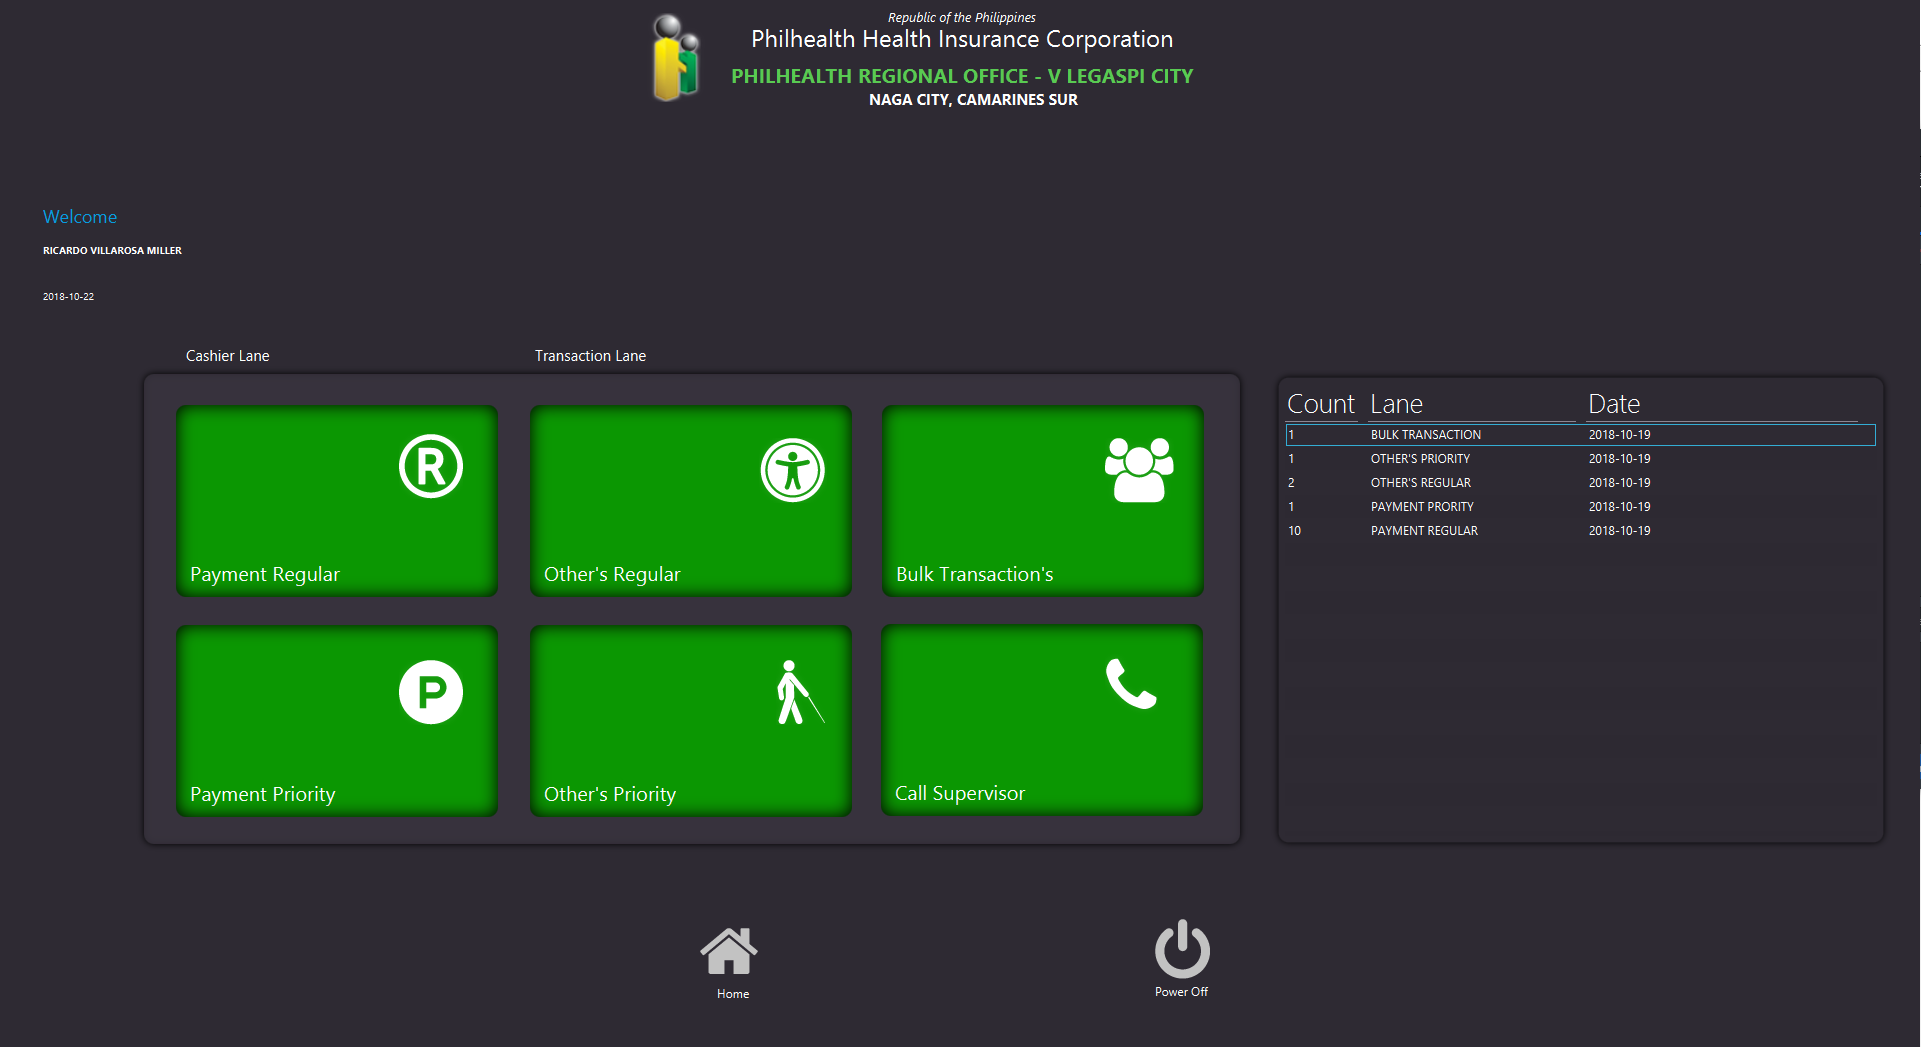 Republic of the Philippines
Philhealth Health Insurance Corporation
PHILHEALTH REGIONAL OFFICE - V LEGASPI CITY
NAGA CITY, CAMARINES SUR
Welcome
RICARDO VILLAROSA MILLER
2018-10-22
Cashier Lane Transaction Lane
R
Payment Regular
Other's Regular
Bulk Transaction's
P
Payment Priority
Other's Priority
Call Supervisor
Count Lane Date
1 BULK TRANSACTION 2018-10-19
1 OTHER'S PRIORITY 2018-10-19
2 OTHER'S REGULAR 2018-10-19
1 PAYMENT PRORITY 2018-10-19
10 PAYMENT REGULAR 2018-10-19
Home
Power Off